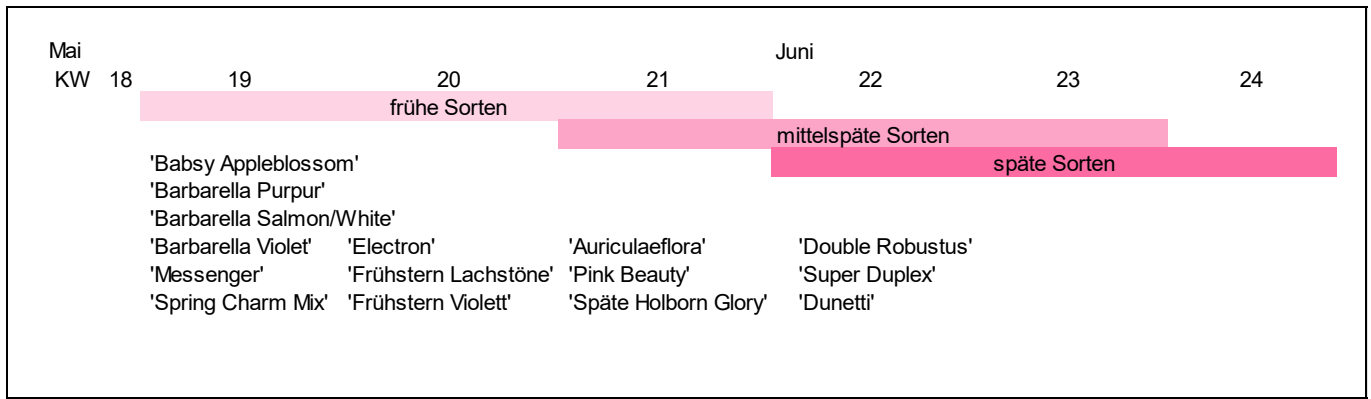 Mai Juni
KW 18 19 20 21 22 23 24
frühe Sorten
mittelspäte Sorten
'Babsy Appleblossom' späte Sorten
'Barbarella Purpur'
'Barbarella Salmon/White'
'Barbarella Violet' 'Electron' 'Auriculaeflora' 'Double Robustus'
'Messenger' 'Frühstern Lachstöne' 'Pink Beauty' 'Super Duplex'
'Spring Charm Mix' 'Frühstern Violett' 'Späte Holborn Glory' 'Dunetti'